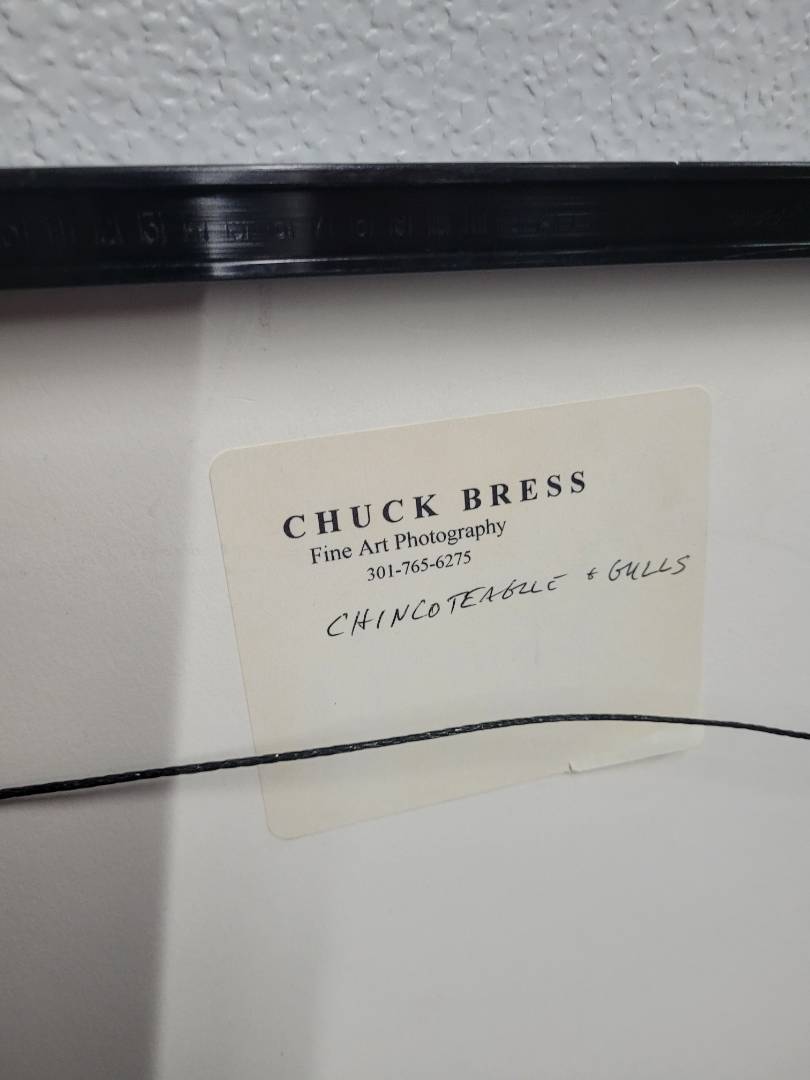 CHUCK BRESS
Fine Art Photography
301-765-6275
CHINCOTEAGUE & GULLS